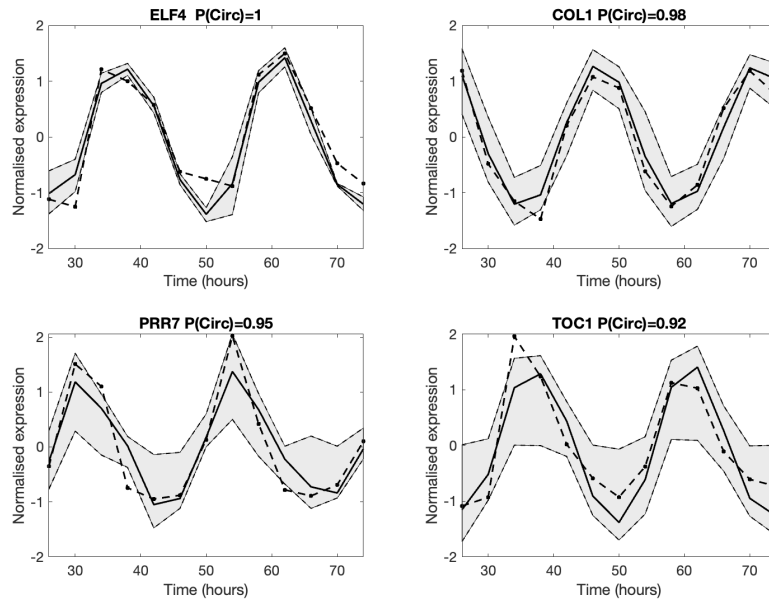 ELF4 P(Circ)=1
2
1
0
-1
-2
Normalised expression
30 40 50 60 70
Time (hours)
COL1 P(Circ)=0.98
2
1
0
-1
-2
Normalised expression
30 40 50 60 70
Time (hours)
PRR7 P(Circ)=0.95
2
1
0
-1
-2
Normalised expression
30 40 50 60 70
Time (hours)
TOC1 P(Circ)=0.92
2
1
0
-1
-2
Normalised expression
30 40 50 60 70
Time (hours)